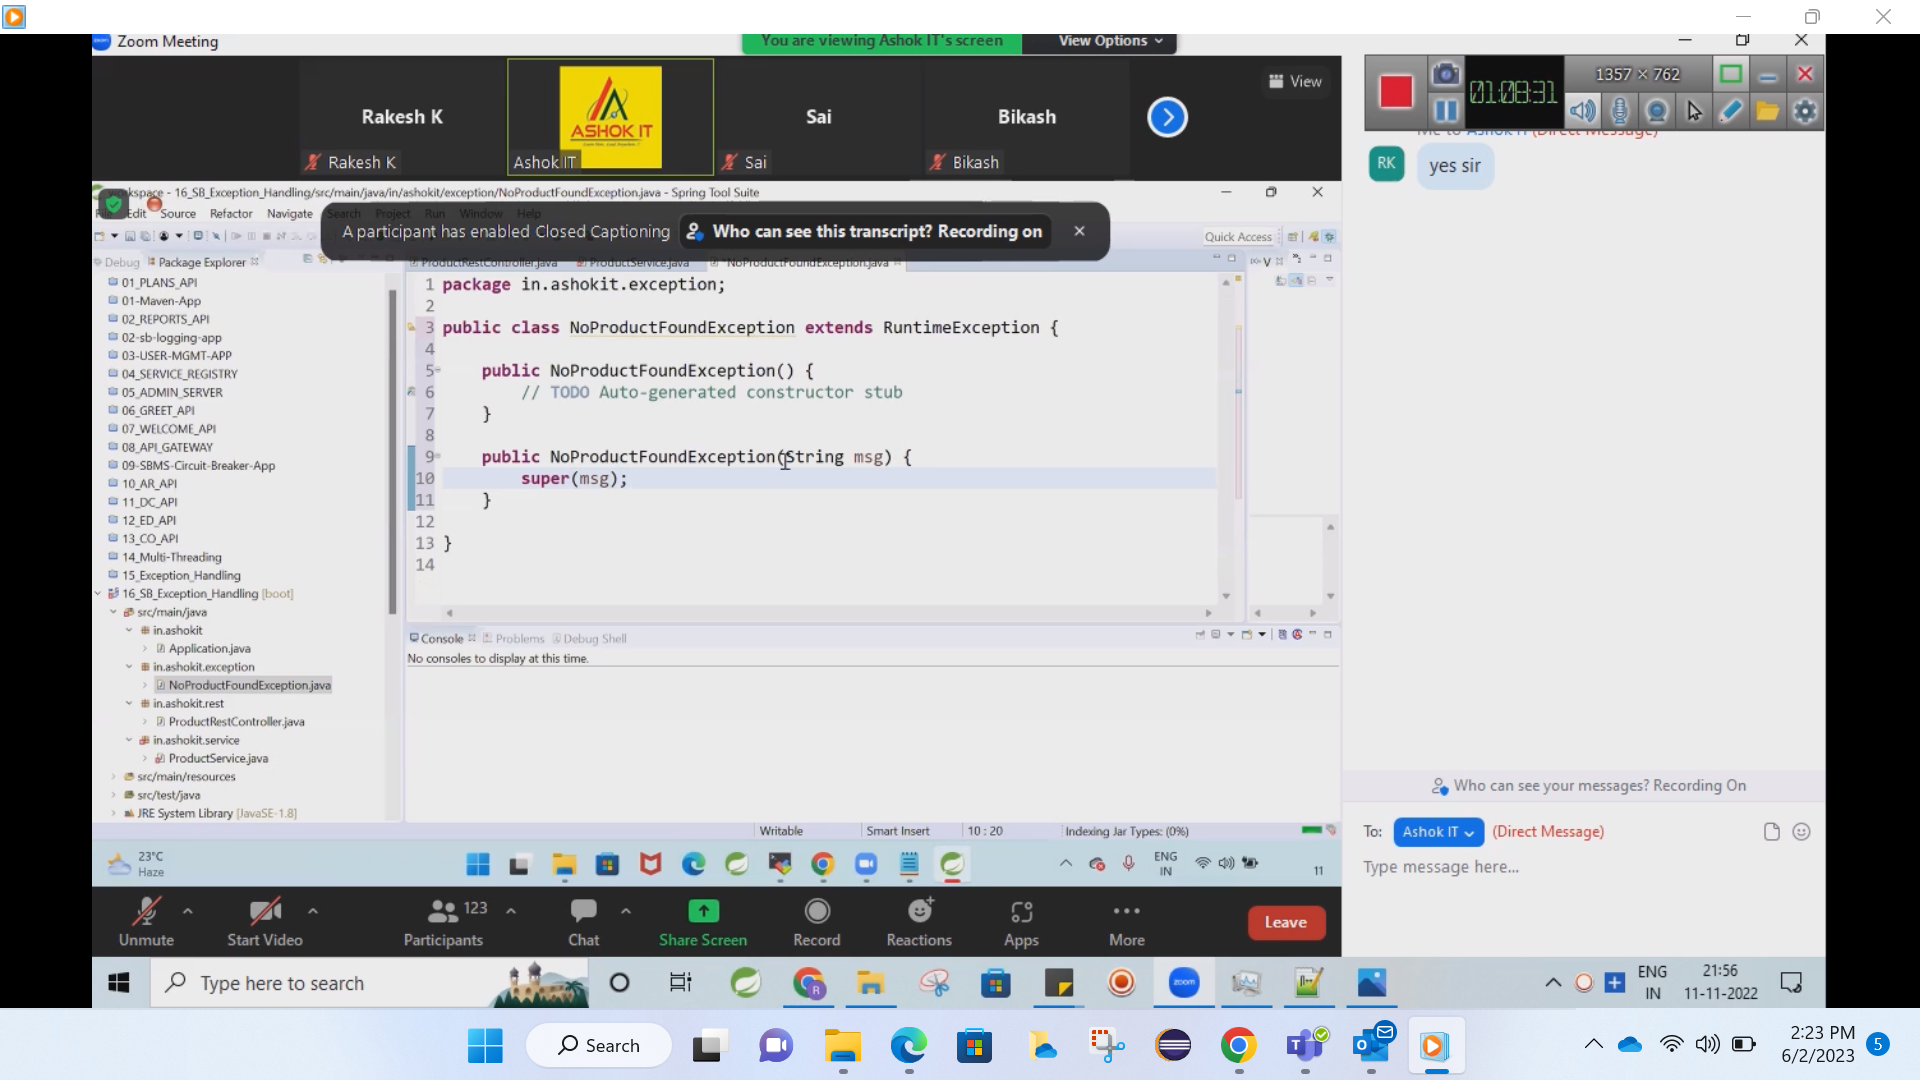 Zoom Meeting
You are viewing Ashok IT's screen
View Options
Rakesh K
Rakesh K
ASHOK IT
Ashok IT
Sai
Sai
Bikash
Bikash
View
1357 × 762
01:08:31
(Direct Message)
RK
yes sir
workspace - 16_SB_Exception_Handling/src/main/java/in/ashokit/exception/NoProductFoundException.java - Spring Tool Suite
Edit Source Refactor Navigate Search Project Run Window Help
A participant has enabled Closed Captioning
Who can see this transcript? Recording on
Quick Access
Debug
Package Explorer
ProductRestController.java
ProductService.java
*NoProductFoundException.java
01_PLANS_API
01-Maven-App
02_REPORTS_API
02-sb-logging-app
03-USER-MGMT-APP
04_SERVICE_REGISTRY
05_ADMIN_SERVER
06_GREET_API
07_WELCOME_API
08_API_GATEWAY
09-SBMS-Circuit-Breaker-App
10_AR_API
11_DC_API
12_ED_API
13_CO_API
14_Multi-Threading
15_Exception_Handling
16_SB_Exception_Handling [boot]
src/main/java
in.ashokit
Application.java
in.ashokit.exception
NoProductFoundException.java
in.ashokit.rest
ProductRestController.java
in.ashokit.service
ProductService.java
src/main/resources
src/test/java
JRE System Library [JavaSE-1.8]
1 package in.ashokit.exception;
2
3 public class NoProductFoundException extends RuntimeException {
4
5 public NoProductFoundException() {
6 // TODO Auto-generated constructor stub
7 }
8
9 public NoProductFoundException(String msg) {
10 super(msg);
11 }
12
13 }
14
Console
Problems
Debug Shell
No consoles to display at this time.
Writable
Smart Insert
10 : 20
Indexing Jar Types: (0%)
23°C
Haze
ENG
IN
11
Unmute
Start Video
123
Participants
Chat
Share Screen
Record
Reactions
Apps
More
Leave
Who can see your messages? Recording On
To: Ashok IT (Direct Message)
Type message here...
Type here to search
zoom
ENG
IN
21:56
11-11-2022
Search
2:23 PM
6/2/2023
5